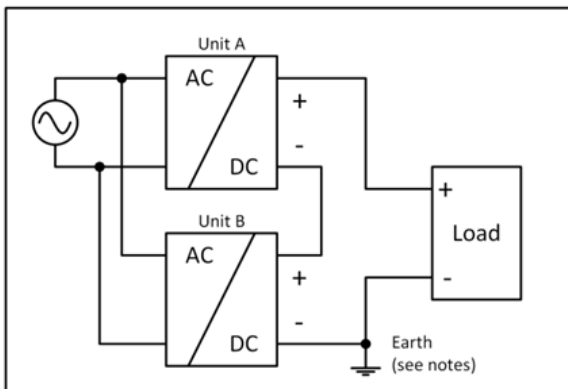 Unit A
AC
+
-
DC
Unit B
AC
+
-
DC
+
Load
-
Earth
(see notes)